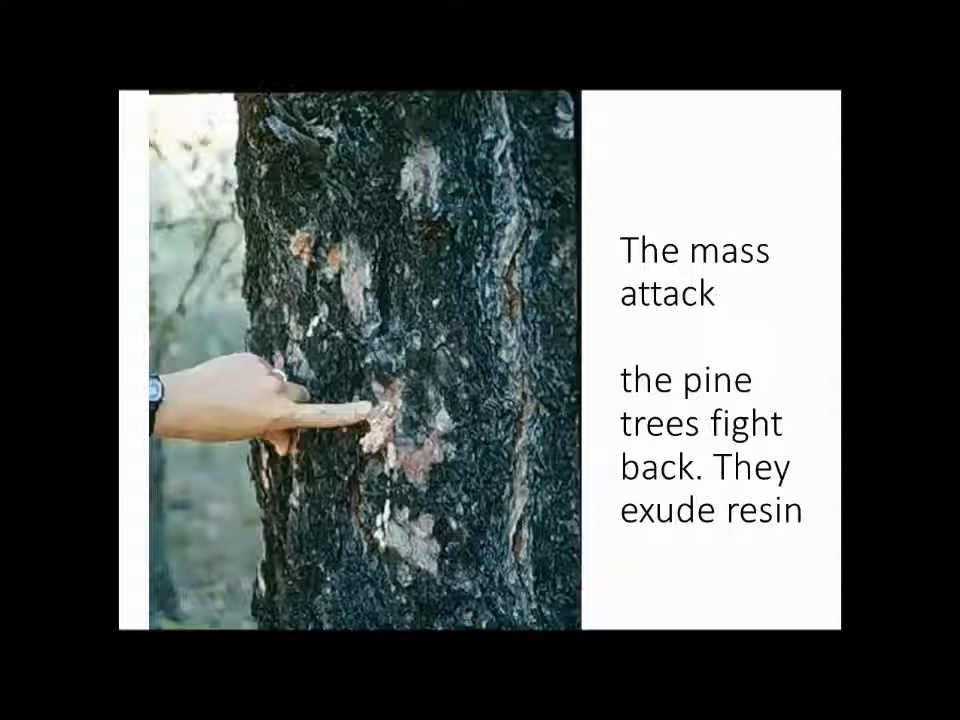 The mass
attack
the pine
trees fight
back. They
exude resin